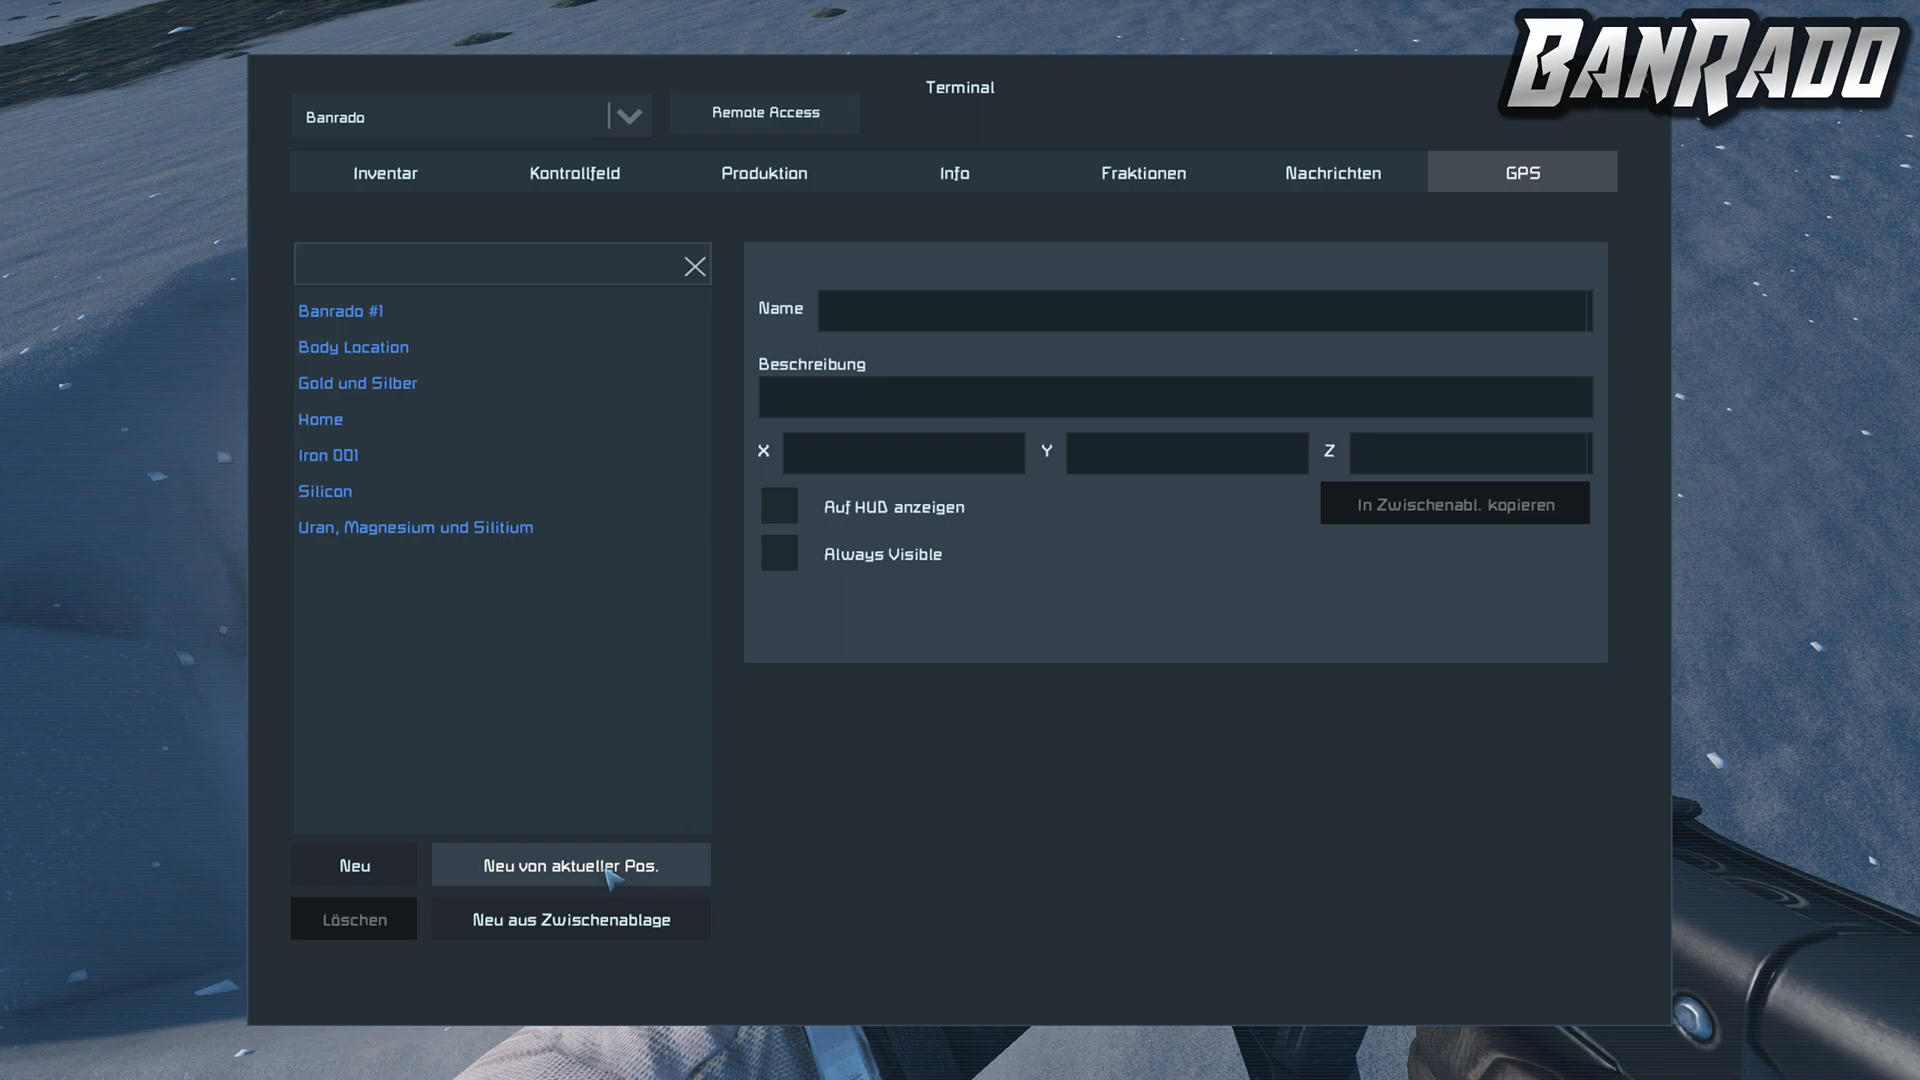 BANRADO
Terminal
Banrado
Remote Access
Inventar
Kontrollfeld
Produktion
Info
Fraktionen
Nachrichten
GPS
Banrado #1
Body Location
Gold und Silber
Home
Iron 001
Silicon
Uran, Magnesium und Silitium
Name
Beschreibung
X
Y
Z
Auf HUD anzeigen
In Zwischenabl. kopieren
Always Visible
Neu
Neu von aktueller Pos.
Löschen
Neu aus Zwischenablage